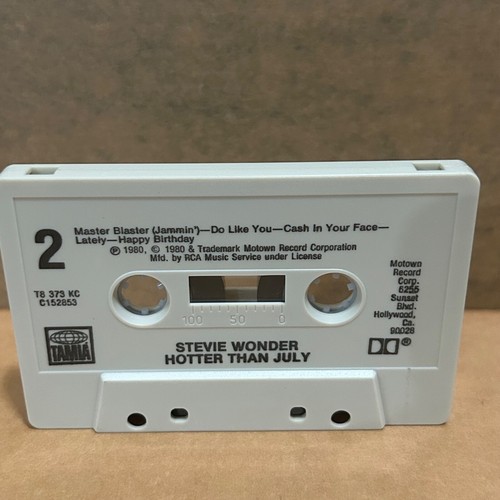 2
Master Blaster (Jammin')—Do Like You—Cash In Your Face—
Lately—Happy Birthday
℗ 1980, © 1980 & Trademark Motown Record Corporation
Mfd. by RCA Music Service under License
T8 373 KC
C152853
TAMLA
100 50 0
Motown
Record
Corp.
6255
Sunset
Blvd.
Hollywood,
Ca.
90028
STEVIE WONDER
HOTTER THAN JULY